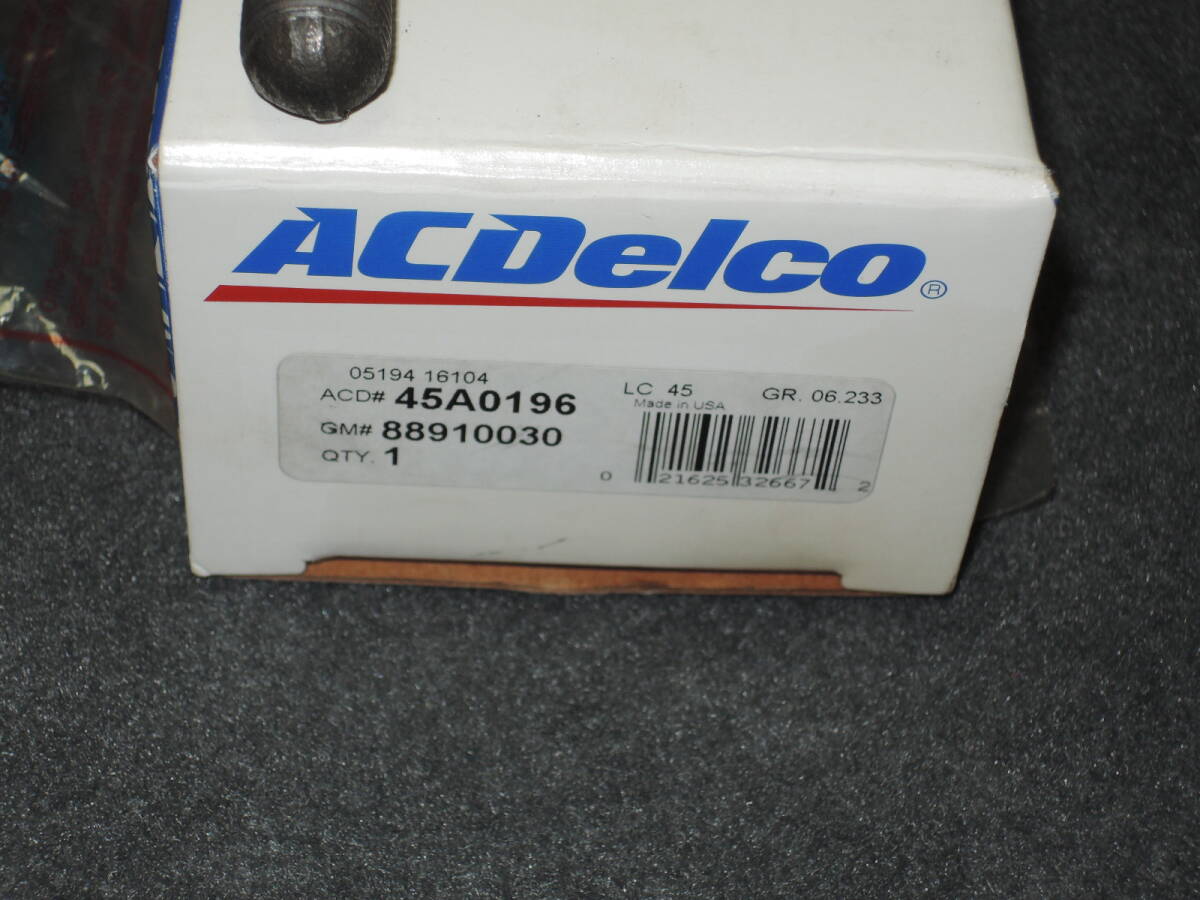 ACDelco®
05194 16104
ACD# 45A0196
GM# 88910030
QTY. 1
LC 45 GR. 06.233
Made in USA
0 21625 32667 2